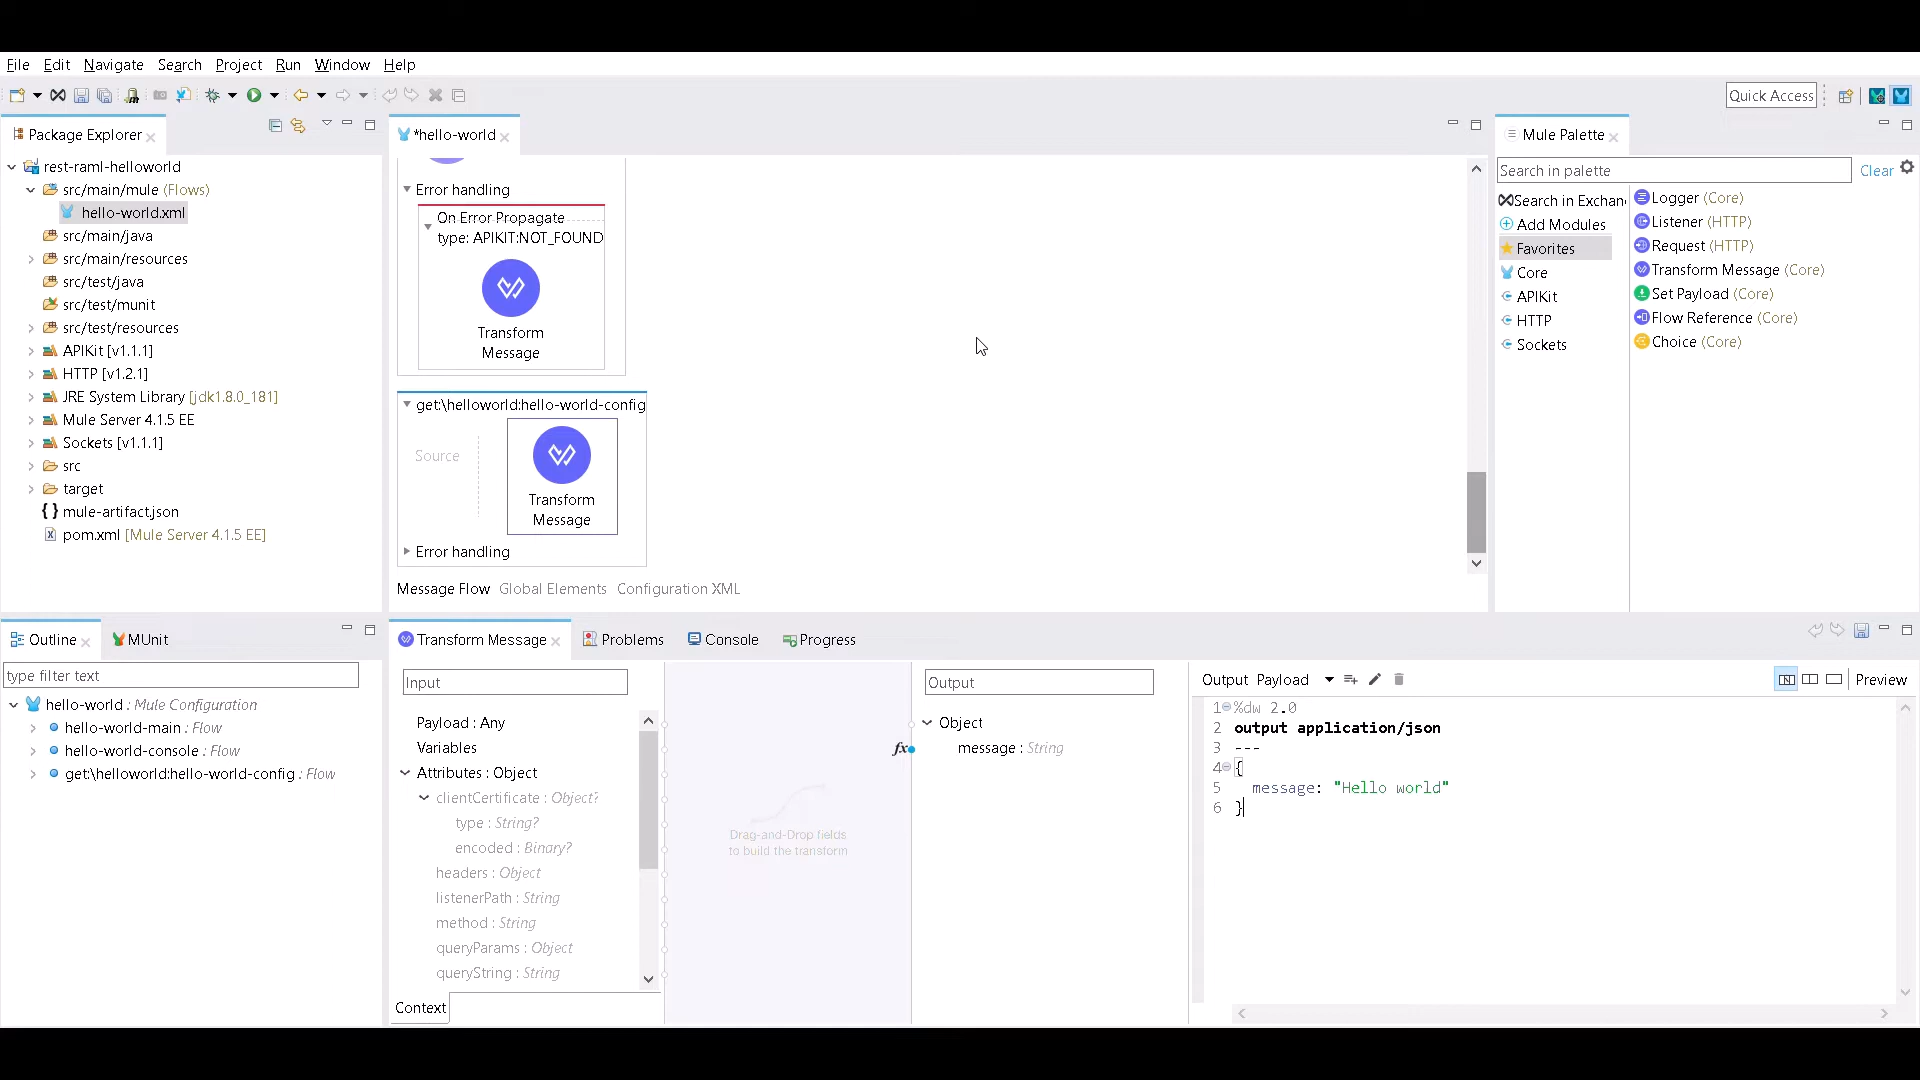 File Edit Navigate Search Project Run Window Help
Quick Access
Package Explorer
rest-raml-helloworld
src/main/mule (Flows)
hello-world.xml
src/main/java
src/main/resources
src/test/java
src/test/munit
src/test/resources
APIKit [v1.1.1]
HTTP [v1.2.1]
JRE System Library [jdk1.8.0_181]
Mule Server 4.1.5 EE
Sockets [v1.1.1]
src
target
mule-artifact.json
pom.xml [Mule Server 4.1.5 EE]
*hello-world
Error handling
On Error Propagate
type: APIKIT:NOT_FOUND
Transform
Message
get:\helloworld:hello-world-config
Source
Transform
Message
Error handling
Message Flow Global Elements Configuration XML
Mule Palette
Search in palette
Clear
Search in Exchan
Add Modules
Favorites
Core
APIKit
HTTP
Sockets
Logger (Core)
Listener (HTTP)
Request (HTTP)
Transform Message (Core)
Set Payload (Core)
Flow Reference (Core)
Choice (Core)
Outline
MUnit
type filter text
hello-world : Mule Configuration
hello-world-main : Flow
hello-world-console : Flow
get:\helloworld:hello-world-config : Flow
Transform Message
Problems
Console
Progress
Input
Payload : Any
Variables
Attributes : Object
clientCertificate : Object?
type : String?
encoded : Binary?
headers : Object
listenerPath : String
method : String
queryParams : Object
queryString : String
Context
Drag-and-Drop fields
to build the transform
fx
Output
Object
message : String
Output Payload
Preview
1 %dw 2.0
2 output application/json
3 ---
4 {
5 message: "Hello world"
6 }